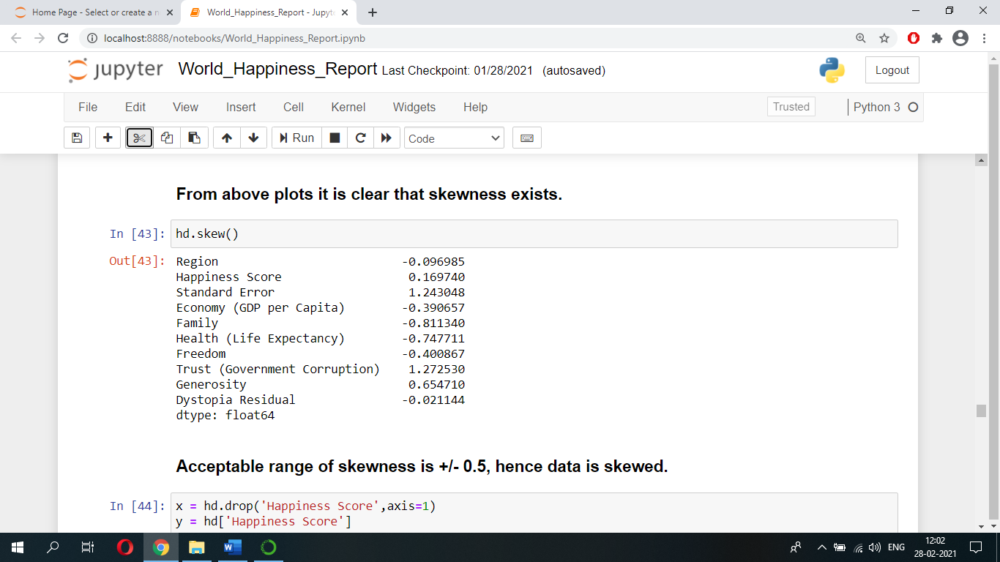 Home Page - Select or create a n
World_Happiness_Report - Jupyte
localhost:8888/notebooks/World_Happiness_Report.ipynb
jupyter World_Happiness_Report Last Checkpoint: 01/28/2021 (autosaved)
Logout
File Edit View Insert Cell Kernel Widgets Help
Trusted
Python 3
Run
Code
From above plots it is clear that skewness exists.
In [43]: hd.skew()
Out[43]: Region -0.096985
Happiness Score 0.169740
Standard Error 1.243048
Economy (GDP per Capita) -0.390657
Family -0.811340
Health (Life Expectancy) -0.747711
Freedom -0.400867
Trust (Government Corruption) 1.272530
Generosity 0.654710
Dystopia Residual -0.021144
dtype: float64
Acceptable range of skewness is +/- 0.5, hence data is skewed.
In [44]: x = hd.drop('Happiness Score',axis=1)
y = hd['Happiness Score']
W
ENG
12:02
28-02-2021